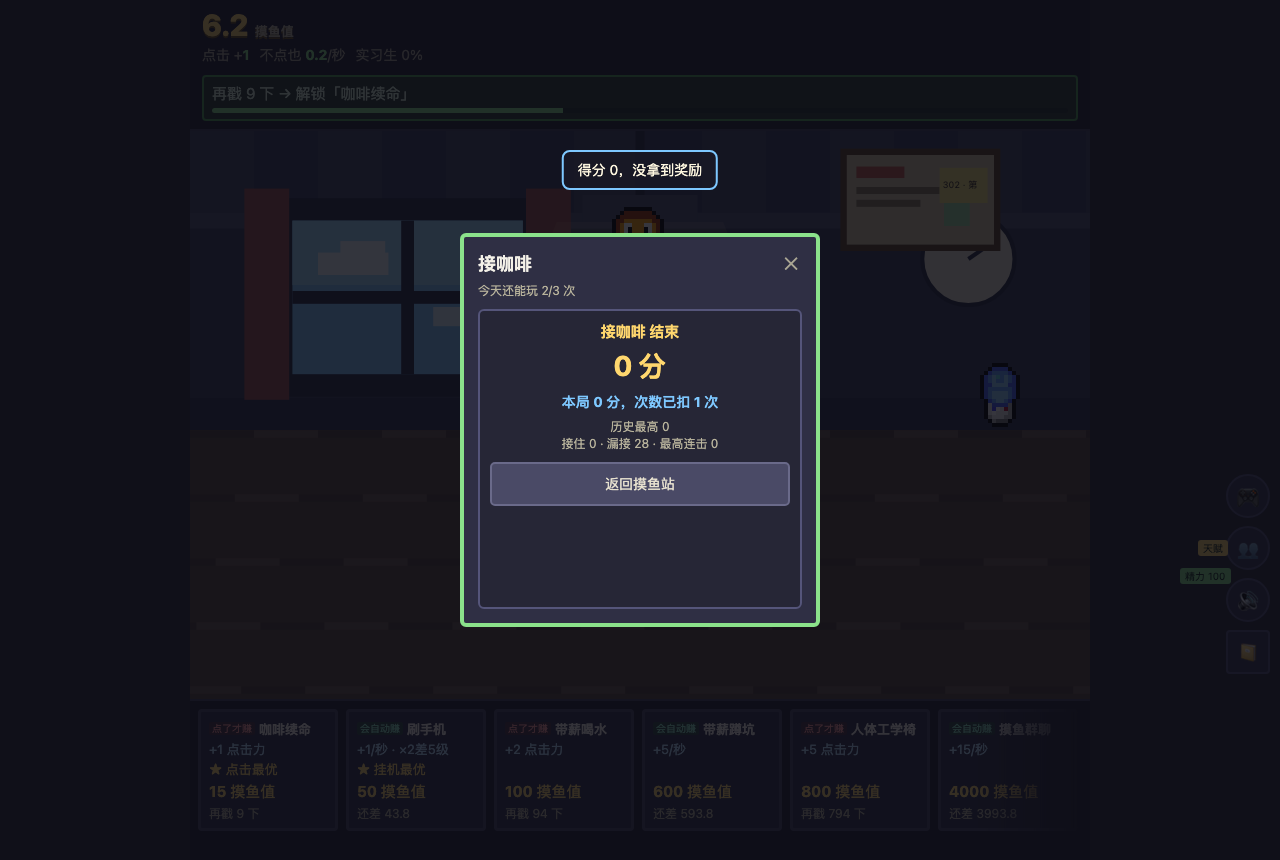 6.2 摸鱼值
点击 +1 不点也 0.2/秒 实习生 0%
再戳 9 下 → 解锁「咖啡续命」
得分 0，没拿到奖励
302 · 第
接咖啡
今天还能玩 2/3 次
接咖啡 结束
0 分
本局 0 分，次数已扣 1 次
历史最高 0
接住 0 · 漏接 28 · 最高连击 0
返回摸鱼站
天赋
精力 100
点了才赚 咖啡续命
+1 点击力
★ 点击最优
15 摸鱼值
再戳 9 下
会自动赚 刷手机
+1/秒 · ×2差5级
★ 挂机最优
50 摸鱼值
还差 43.8
点了才赚 带薪喝水
+2 点击力
100 摸鱼值
再戳 94 下
会自动赚 带薪蹲坑
+5/秒
600 摸鱼值
还差 593.8
点了才赚 人体工学椅
+5 点击力
800 摸鱼值
再戳 794 下
会自动赚 摸鱼群聊
+15/秒
4000 摸鱼值
还差 3993.8